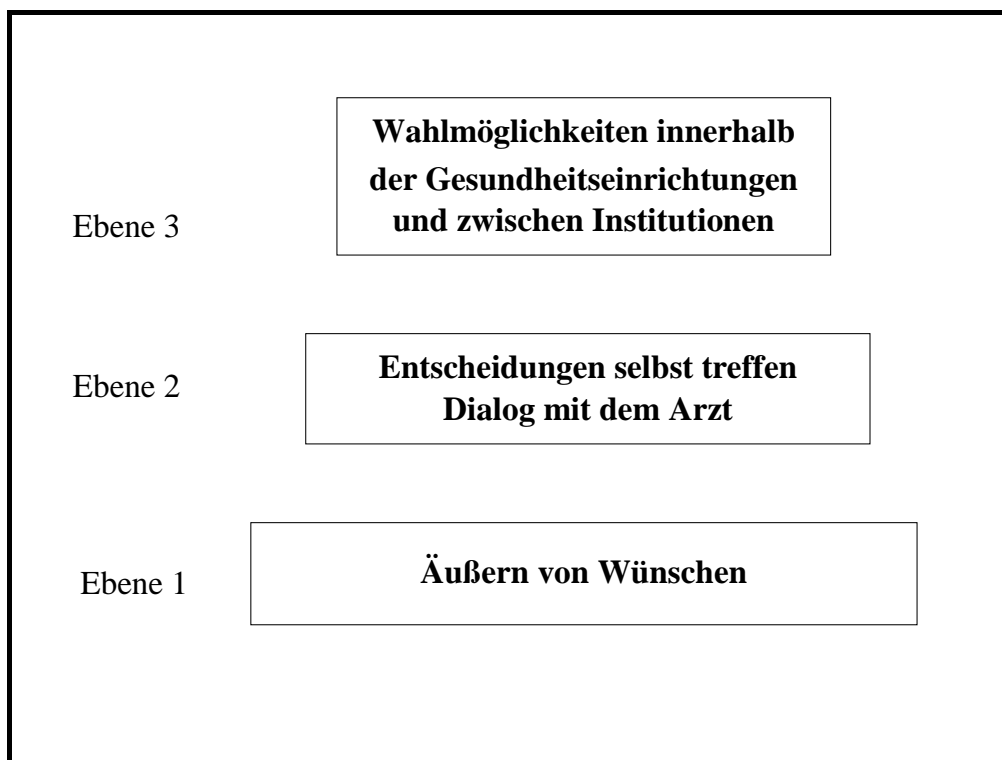 Wahlmöglichkeiten innerhalb
der Gesundheitseinrichtungen
und zwischen Institutionen
Ebene 3
Entscheidungen selbst treffen
Dialog mit dem Arzt
Ebene 2
Äußern von Wünschen
Ebene 1